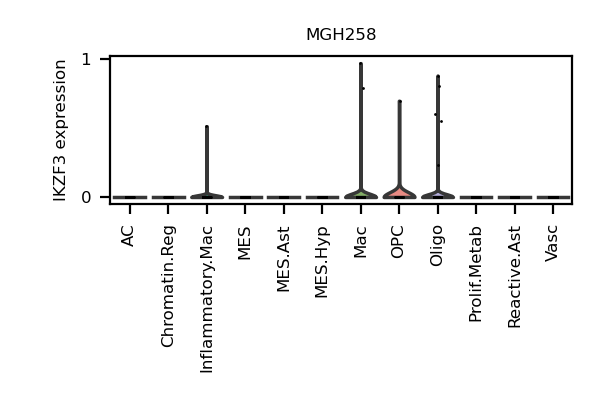 MGH258
IKZF3 expression
1
0
AC
Chromatin.Reg
Inflammatory.Mac
MES
MES.Ast
MES.Hyp
Mac
OPC
Oligo
Prolif.Metab
Reactive.Ast
Vasc